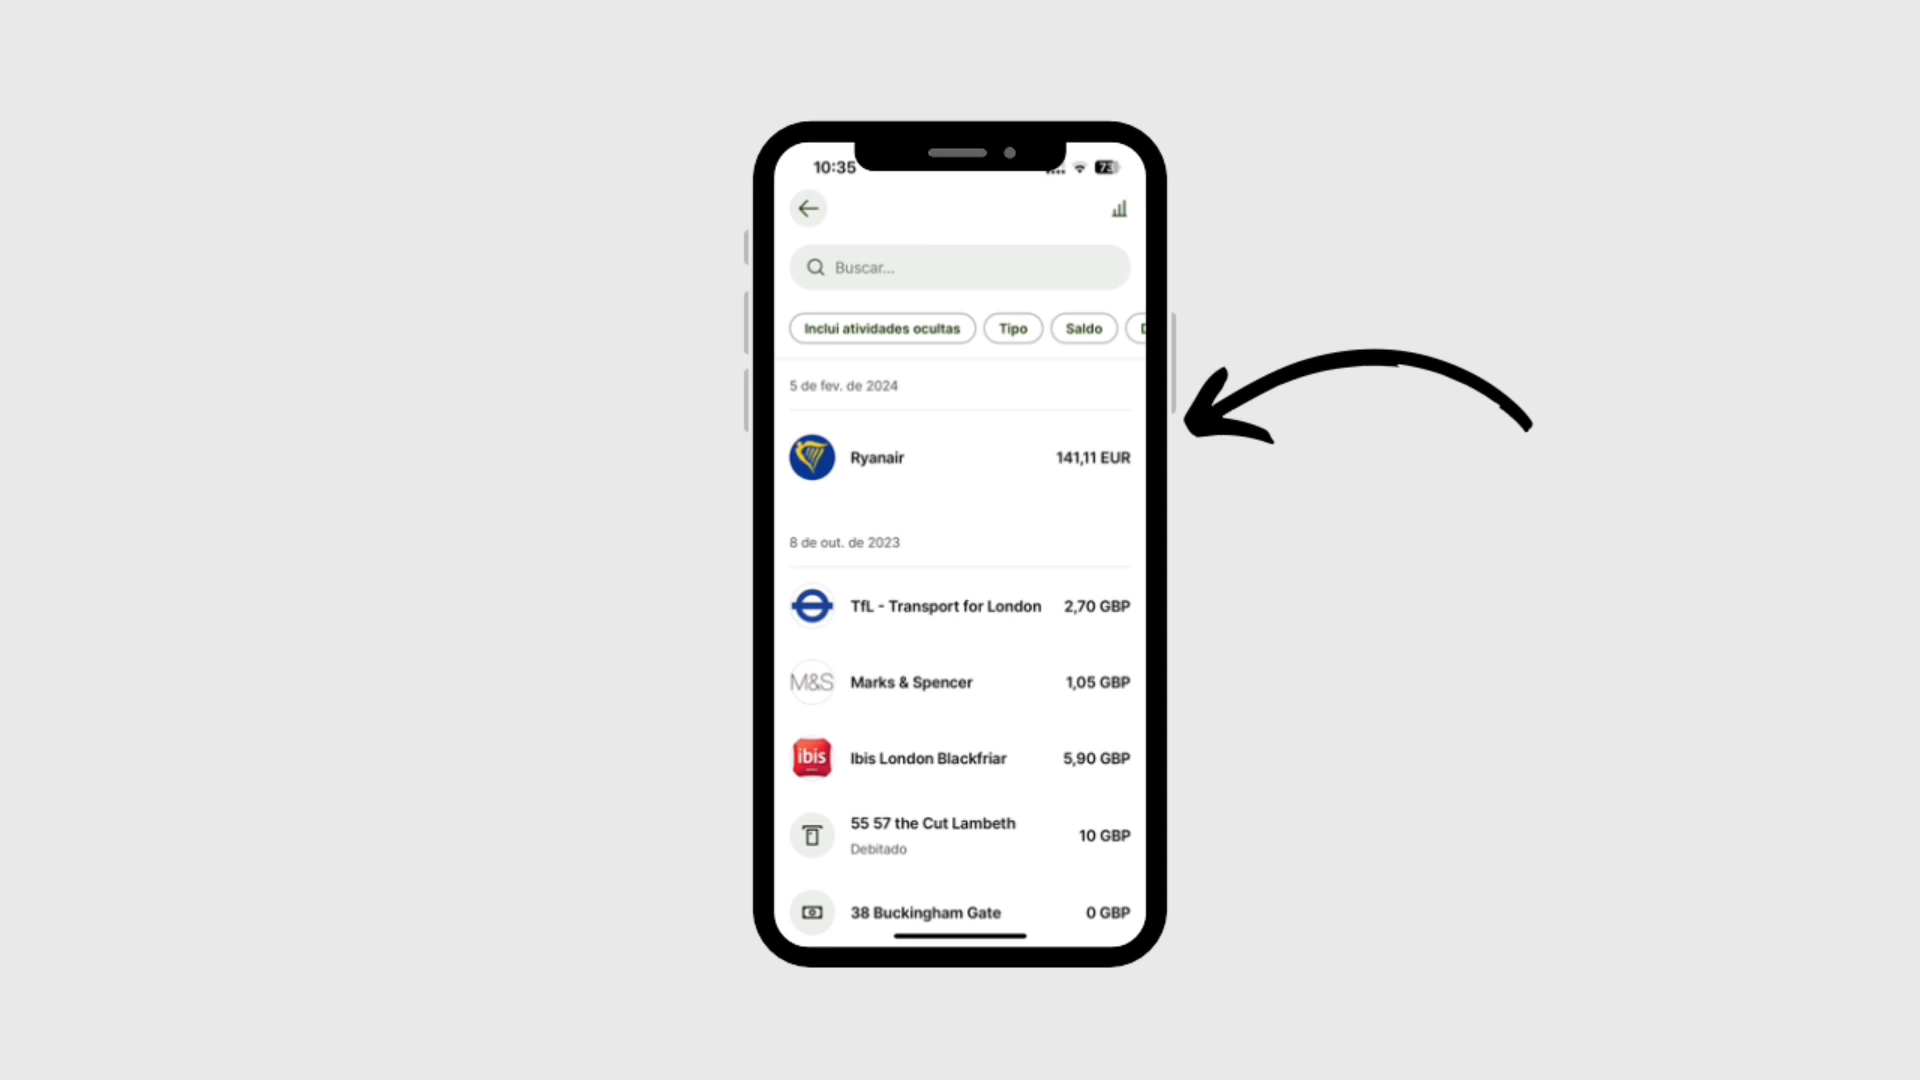 10:35
73
Buscar...
Inclui atividades ocultas Tipo Saldo
5 de fev. de 2024
Ryanair 141,11 EUR
8 de out. de 2023
TfL - Transport for London 2,70 GBP
M&S Marks & Spencer 1,05 GBP
ibis Ibis London Blackfriar 5,90 GBP
55 57 the Cut Lambeth 10 GBP
Debitado
38 Buckingham Gate 0 GBP